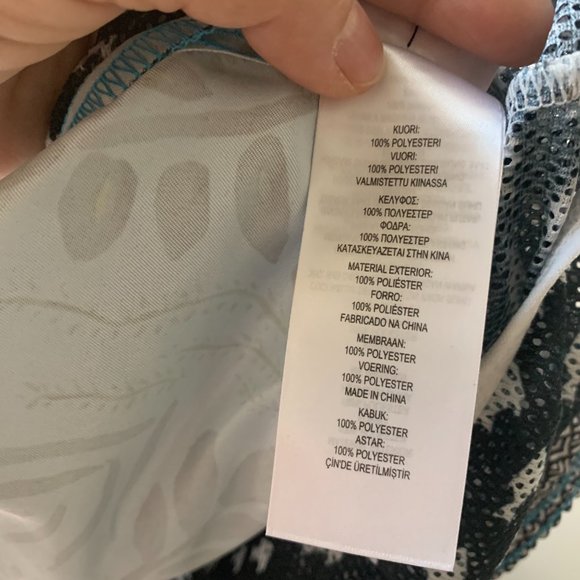 KUORI:
100% POLYESTERI
VUORI:
100% POLYESTERI
VALMISTETTU KIINASSA
ΚΕΛΥΦΟΣ:
100% ΠΟΛΥΕΣΤΕΡ
ΦΟΔΡΑ:
100% ΠΟΛΥΕΣΤΕΡ
ΚΑΤΑΣΚΕΥΑΖΕΤΑΙ ΣΤΗΝ ΚΙΝΑ
MATERIAL EXTERIOR:
100% POLIÉSTER
FORRO:
100% POLIÉSTER
FABRICADO NA CHINA
MEMBRAAN:
100% POLYESTER
VOERING:
100% POLYESTER
MADE IN CHINA
KABUK:
100% POLYESTER
ASTAR:
100% POLYESTER
ÇİN'DE ÜRETİLMİŞTİR